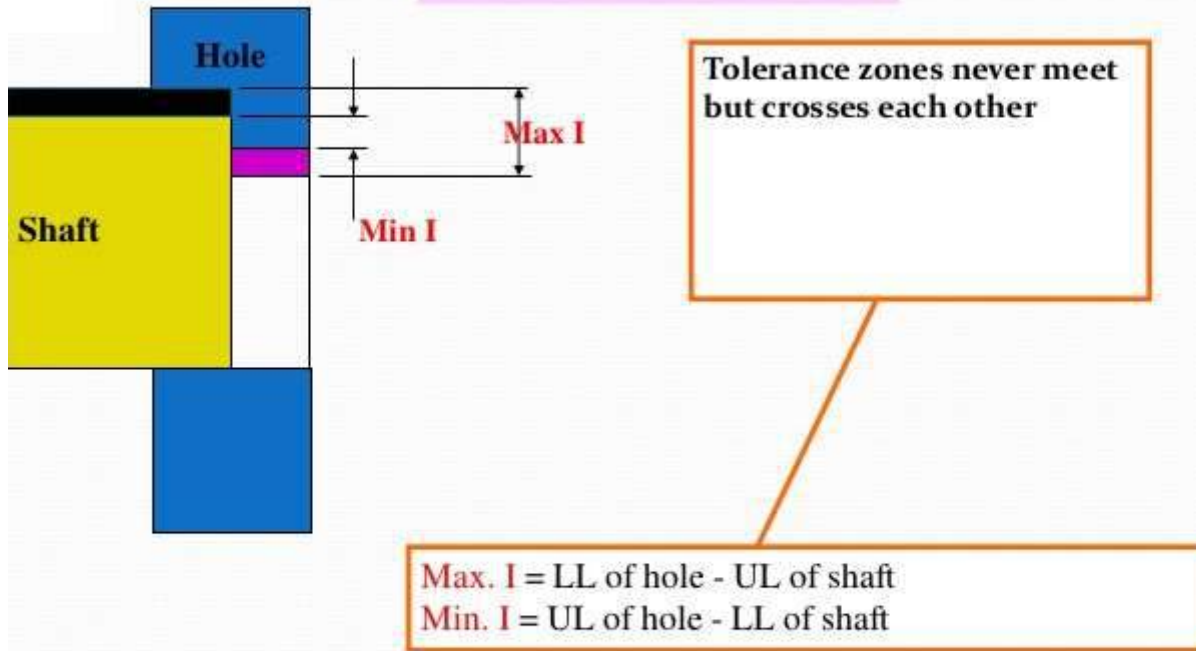 Hole
Tolerance zones never meet
but crosses each other
Max I
Shaft
Min I
Max. I = LL of hole - UL of shaft
Min. I = UL of hole - LL of shaft